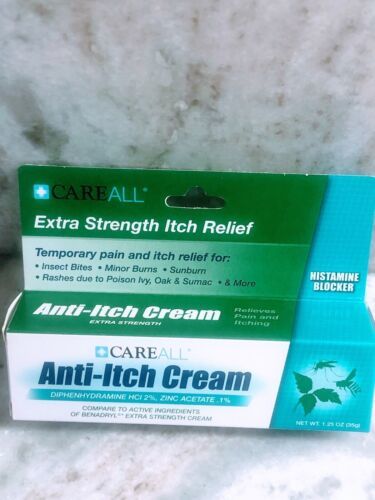 CAREALL®
Extra Strength Itch Relief
Temporary pain and itch relief for:
• Insect Bites • Minor Burns • Sunburn
• Rashes due to Poison Ivy, Oak & Sumac • & More
HISTAMINE
BLOCKER
Anti-Itch Cream
EXTRA STRENGTH
Relieves
Pain and
Itching
CAREALL®
Anti-Itch Cream
DIPHENHYDRAMINE HCl 2%, ZINC ACETATE .1%
COMPARE TO ACTIVE INGREDIENTS
OF BENADRYL®* EXTRA STRENGTH CREAM
NET WT. 1.25 OZ (35g)